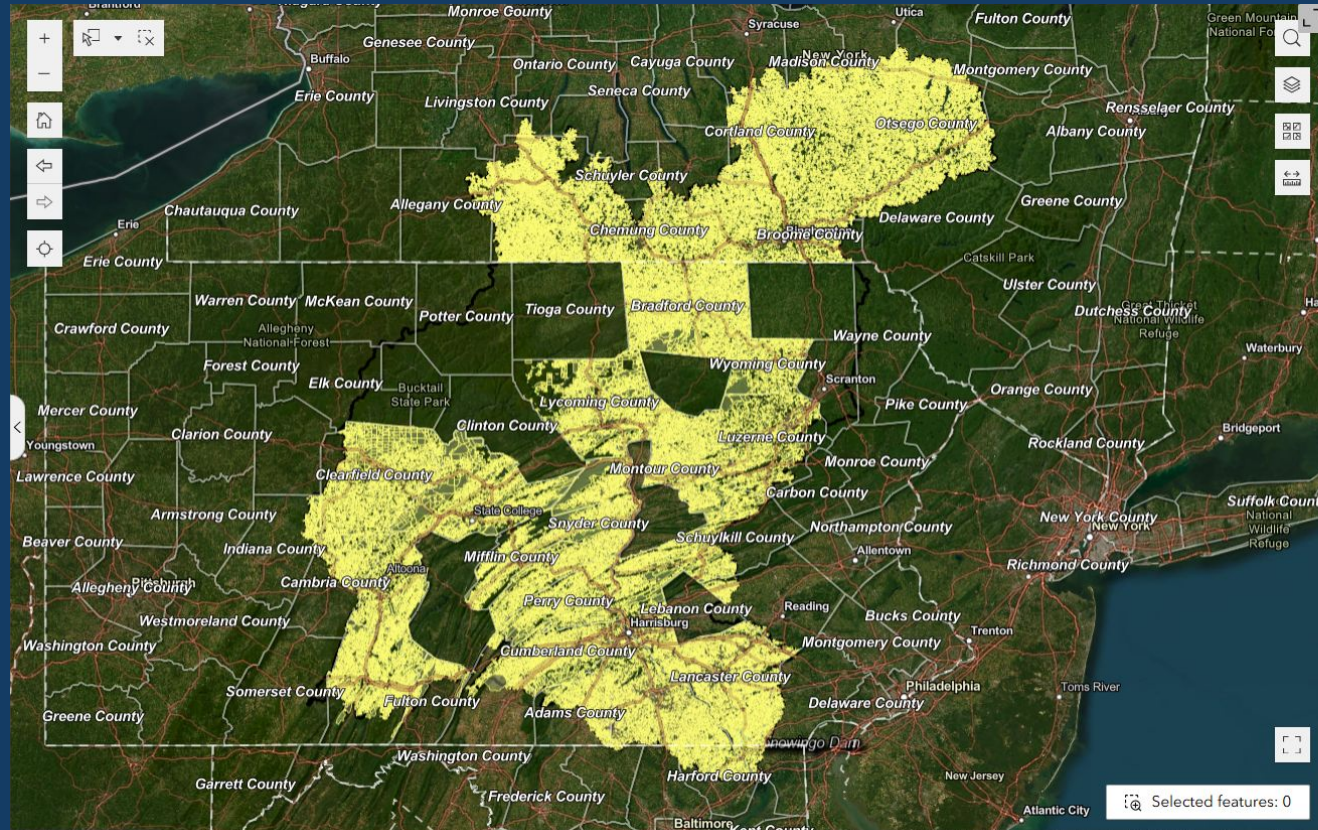 Brantford
Monroe County
Utica
Fulton County
Green Mountain
National For
Syracuse
Genesee County
New York
Buffalo
Ontario County
Cayuga County
Madison County
Montgomery County
Erie County
Seneca County
Livingston County
Rensselaer County
Cortland County
Otsego County
Albany County
Schuyler County
Allegany County
Greene County
Chautauqua County
Delaware County
Erie
Chemung County
Broome County
Erie County
Catskill Park
Ulster County
Warren County
McKean County
Tioga County
Bradford County
Potter County
Dutchess County
Great Thicket
National Wildlife
Refuge
Crawford County
Allegheny
National Forest
Wayne County
Forest County
Wyoming County
Waterbury
Elk County
Bucktail
State Park
Scranton
Orange County
Lycoming County
Pike County
Mercer County
Clinton County
Clarion County
Luzerne County
Bridgeport
Youngstown
Rockland County
Lawrence County
Clearfield County
Montour County
Monroe County
Carbon County
Suffolk Count
National
Wildlife
Refuge
Armstrong County
State College
Snyder County
Northampton County
New York County
New York
Beaver County
Indiana County
Schuylkill County
Mifflin County
Allentown
Richmond County
Altoona
Cambria County
Allegheny County
Pittsburgh
Perry County
Lebanon County
Reading
Bucks County
Westmoreland County
Harrisburg
Trenton
Washington County
Cumberland County
Montgomery County
Lancaster County
Philadelphia
Toms River
Somerset County
Fulton County
Delaware County
Greene County
Adams County
onowingo Dam
Washington County
Harford County
Garrett County
New Jersey
Frederick County
Selected features: 0
Atlantic City
Baltimore
Kent County